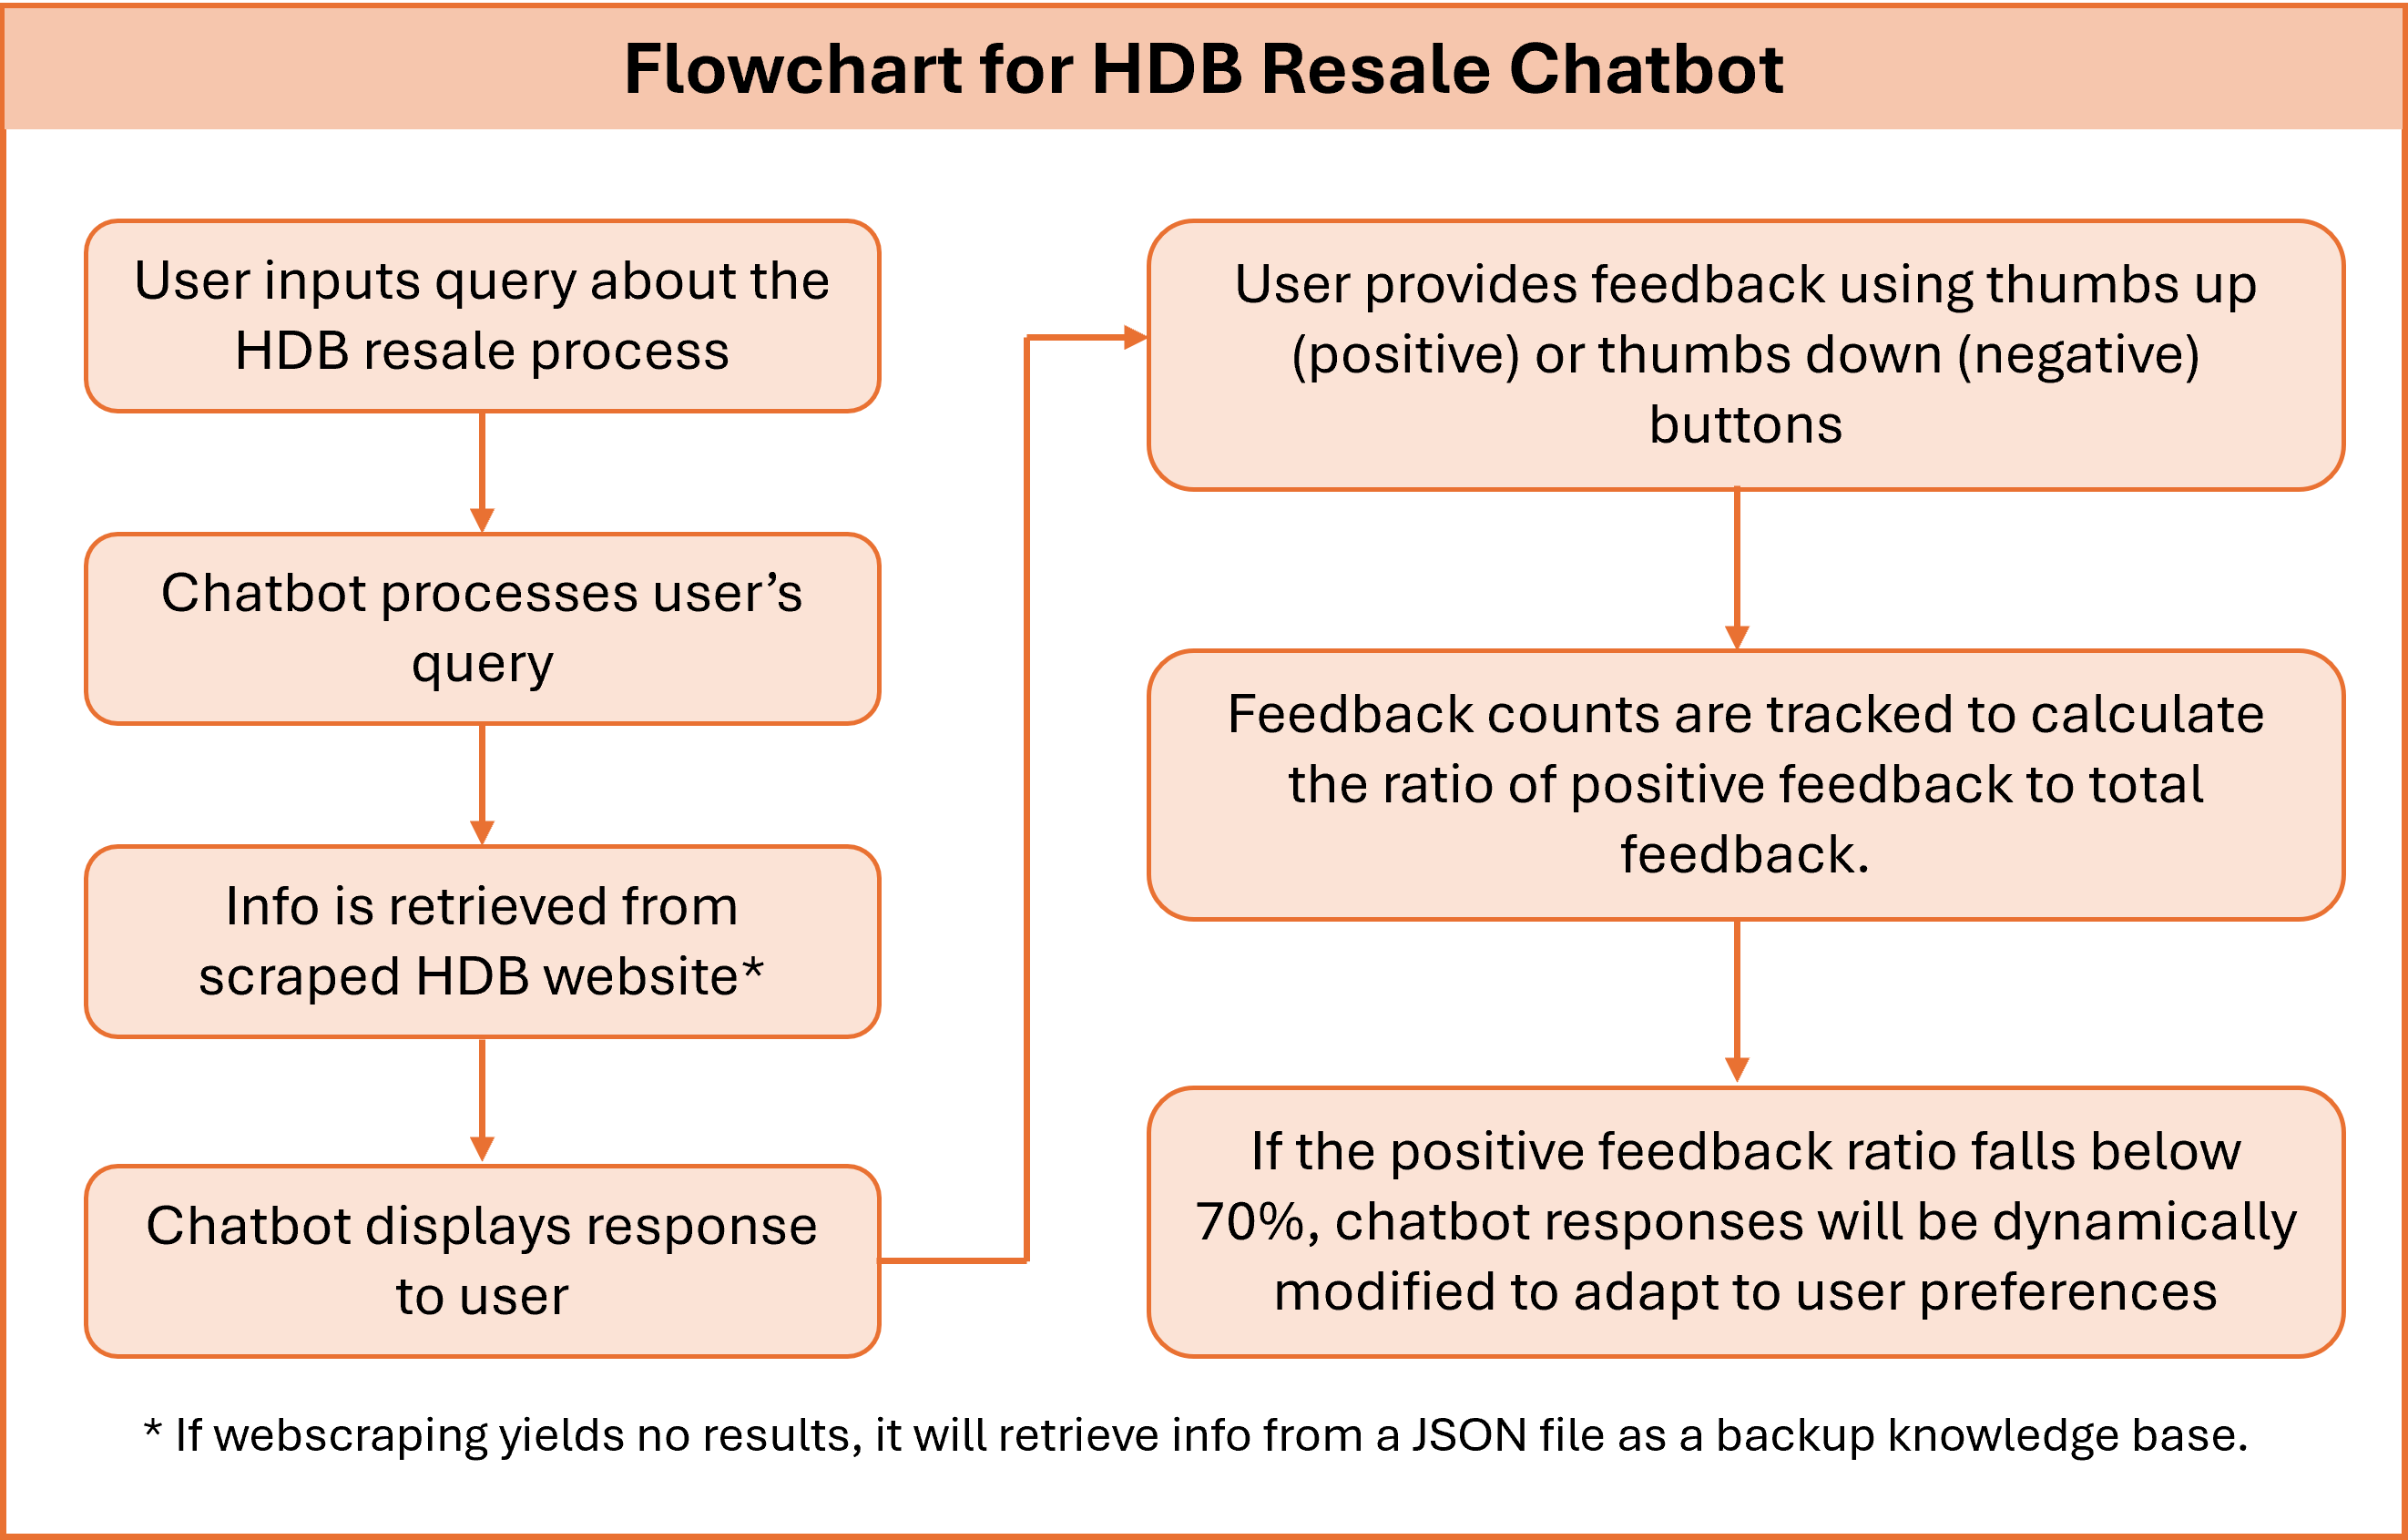 Flowchart for HDB Resale Chatbot
User inputs query about the
HDB resale process
Chatbot processes user’s
query
Info is retrieved from
scraped HDB website*
Chatbot displays response
to user
User provides feedback using thumbs up
(positive) or thumbs down (negative)
buttons
Feedback counts are tracked to calculate
the ratio of positive feedback to total
feedback.
If the positive feedback ratio falls below
70%, chatbot responses will be dynamically
modified to adapt to user preferences
* If webscraping yields no results, it will retrieve info from a JSON file as a backup knowledge base.